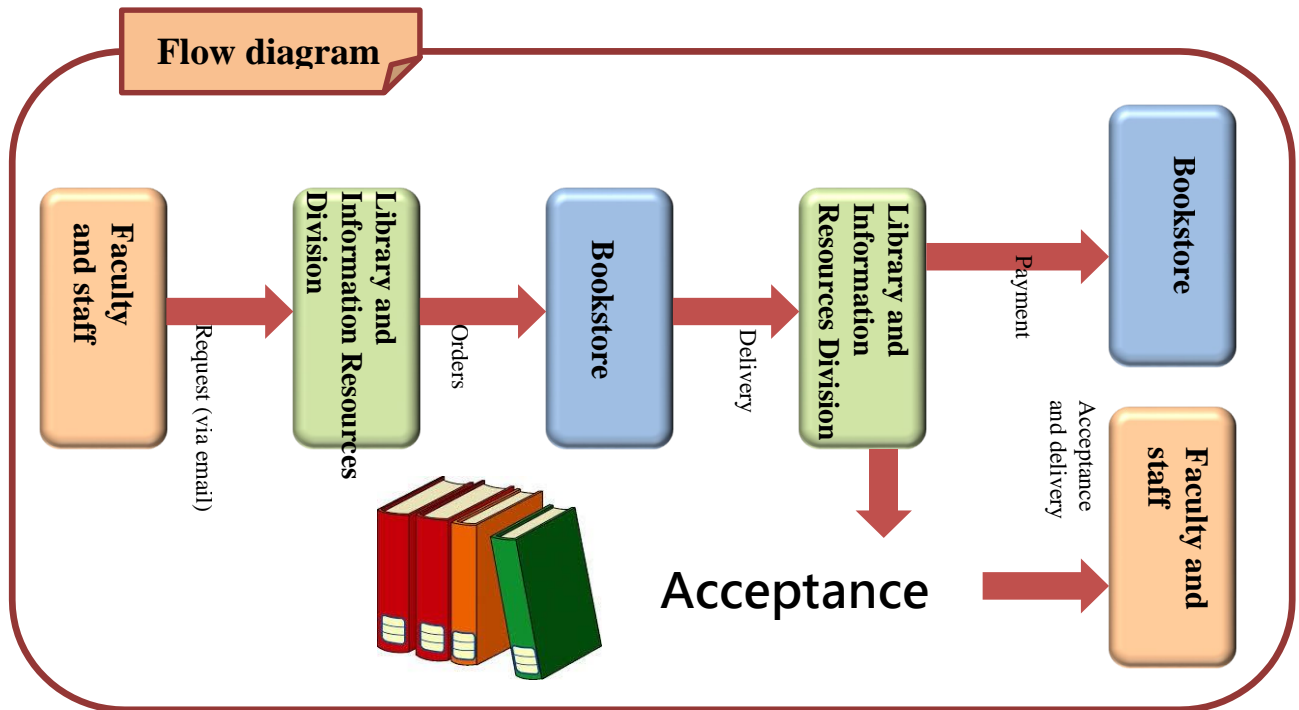 Flow diagram
Faculty
and staff
Request (via email)
Library and
Information Resources
Division
Orders
Bookstore
Delivery
Library and
Information
Resources Division
Payment
Bookstore
Acceptance
Acceptance
and delivery
Faculty and
staff